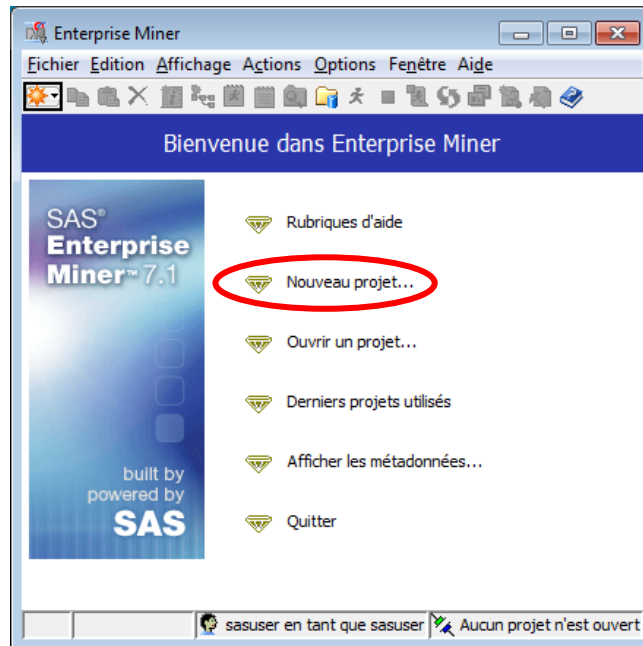 Enterprise Miner
Fichier Edition Affichage Actions Options Fenêtre Aide
Bienvenue dans Enterprise Miner
SAS®
Enterprise
Miner™ 7.1
Rubriques d'aide
Nouveau projet...
Ouvrir un projet...
Derniers projets utilisés
Afficher les métadonnées...
Quitter
built by
powered by
SAS
sasuser en tant que sasuser Aucun projet n'est ouvert